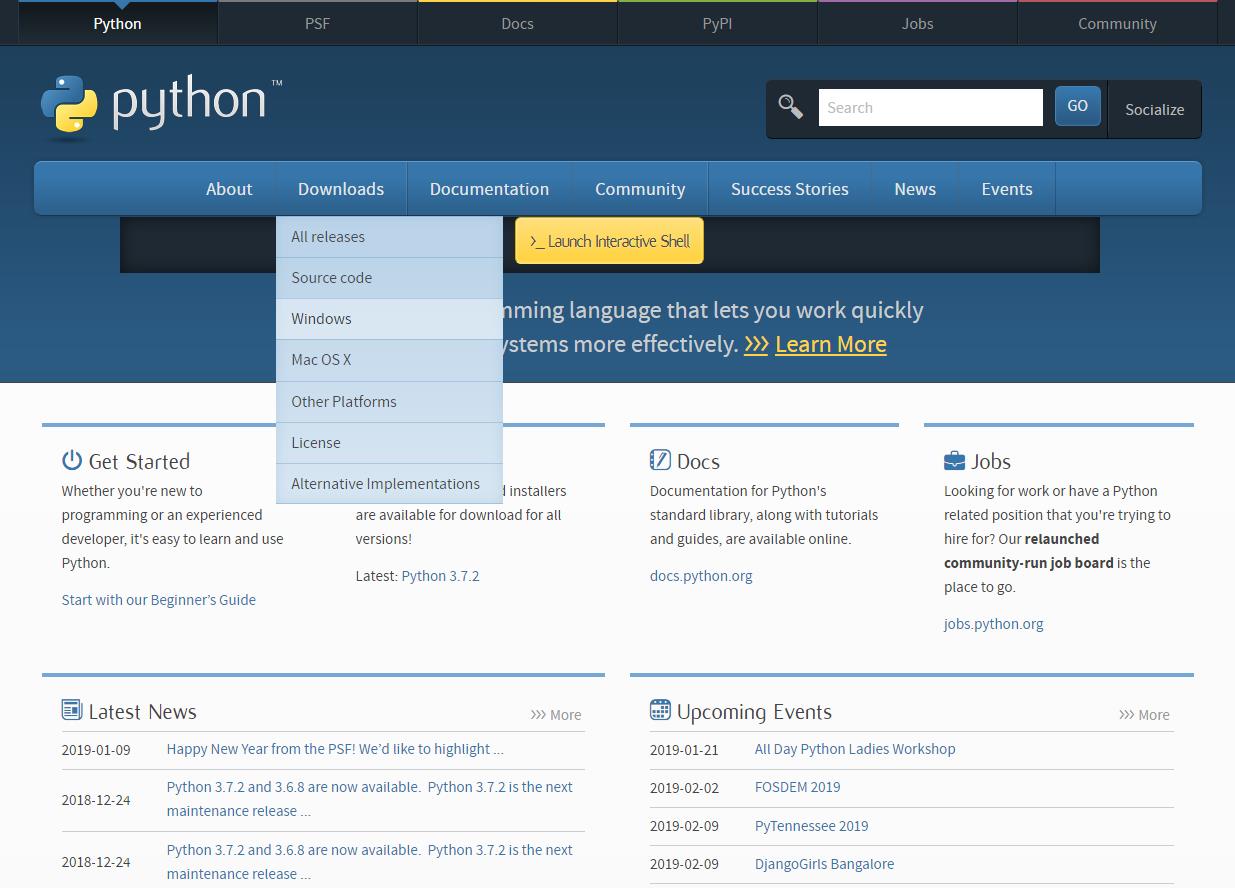 Python
PSF
Docs
PyPI
Jobs
Community
python™
Search
GO
Socialize
About
Downloads
Documentation
Community
Success Stories
News
Events
All releases
Source code
Windows
Mac OS X
Other Platforms
License
Alternative Implementations
>_ Launch Interactive Shell
language that lets you work quickly
more effectively. >>> Learn More
Get Started
Whether you're new to
programming or an experienced
developer, it's easy to learn and use
Python.
Start with our Beginner's Guide
installers
are available for download for all
versions!
Latest: Python 3.7.2
Docs
Documentation for Python's
standard library, along with tutorials
and guides, are available online.
docs.python.org
Jobs
Looking for work or have a Python
related position that you're trying to
hire for? Our relaunched
community-run job board is the
place to go.
jobs.python.org
Latest News
>>> More
2019-01-09 Happy New Year from the PSF! We'd like to highlight ...
2018-12-24 Python 3.7.2 and 3.6.8 are now available.  Python 3.7.2 is the next
maintenance release ...
2018-12-24 Python 3.7.2 and 3.6.8 are now available.  Python 3.7.2 is the next
maintenance release ...
Upcoming Events
>>> More
2019-01-21 All Day Python Ladies Workshop
2019-02-02 FOSDEM 2019
2019-02-09 PyTennessee 2019
2019-02-09 DjangoGirls Bangalore